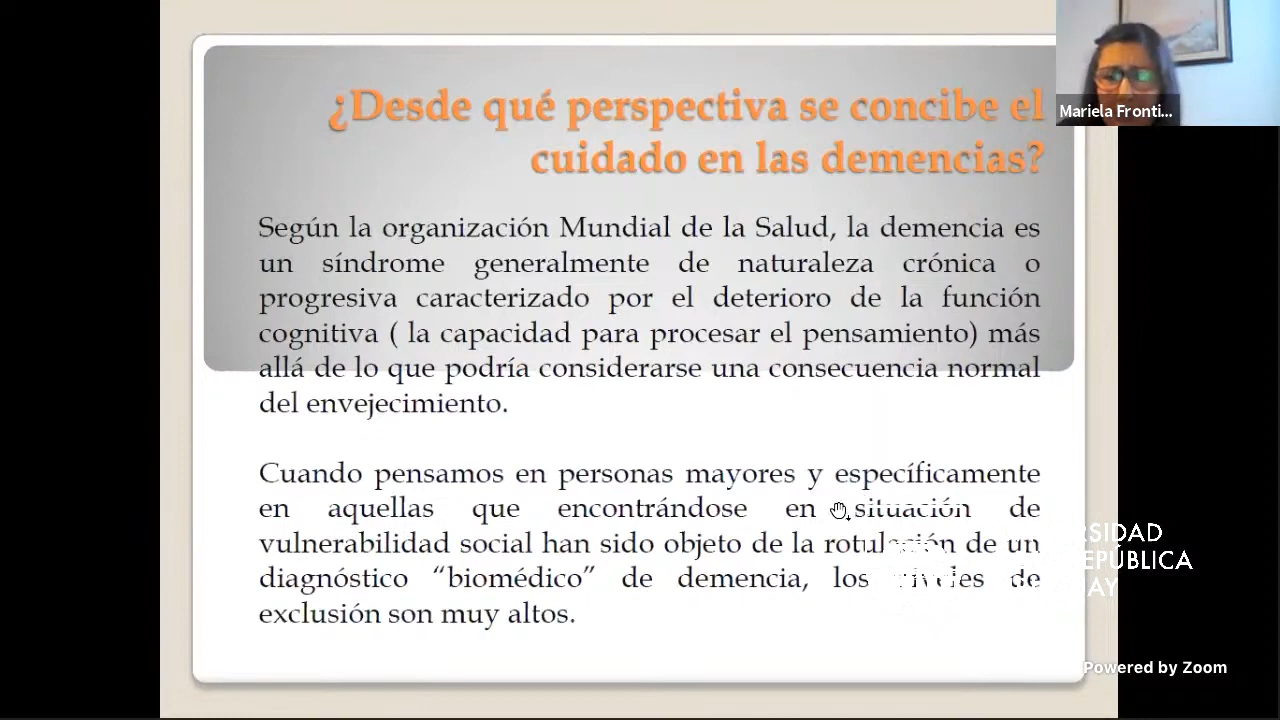 ¿Desde qué perspectiva se concibe el
cuidado en las demencias?
Mariela Fronti...
Según la organización Mundial de la Salud, la demencia es
un síndrome generalmente de naturaleza crónica o
progresiva caracterizado por el deterioro de la función
cognitiva ( la capacidad para procesar el pensamiento) más
allá de lo que podría considerarse una consecuencia normal
del envejecimiento.
Cuando pensamos en personas mayores y específicamente
en aquellas que encontrándose en situación de
vulnerabilidad social han sido objeto de la rotulación de un
diagnóstico “biomédico” de demencia, los niveles de
exclusión son muy altos.
RSIDAD
EPÚBLICA
AY
Powered by Zoom